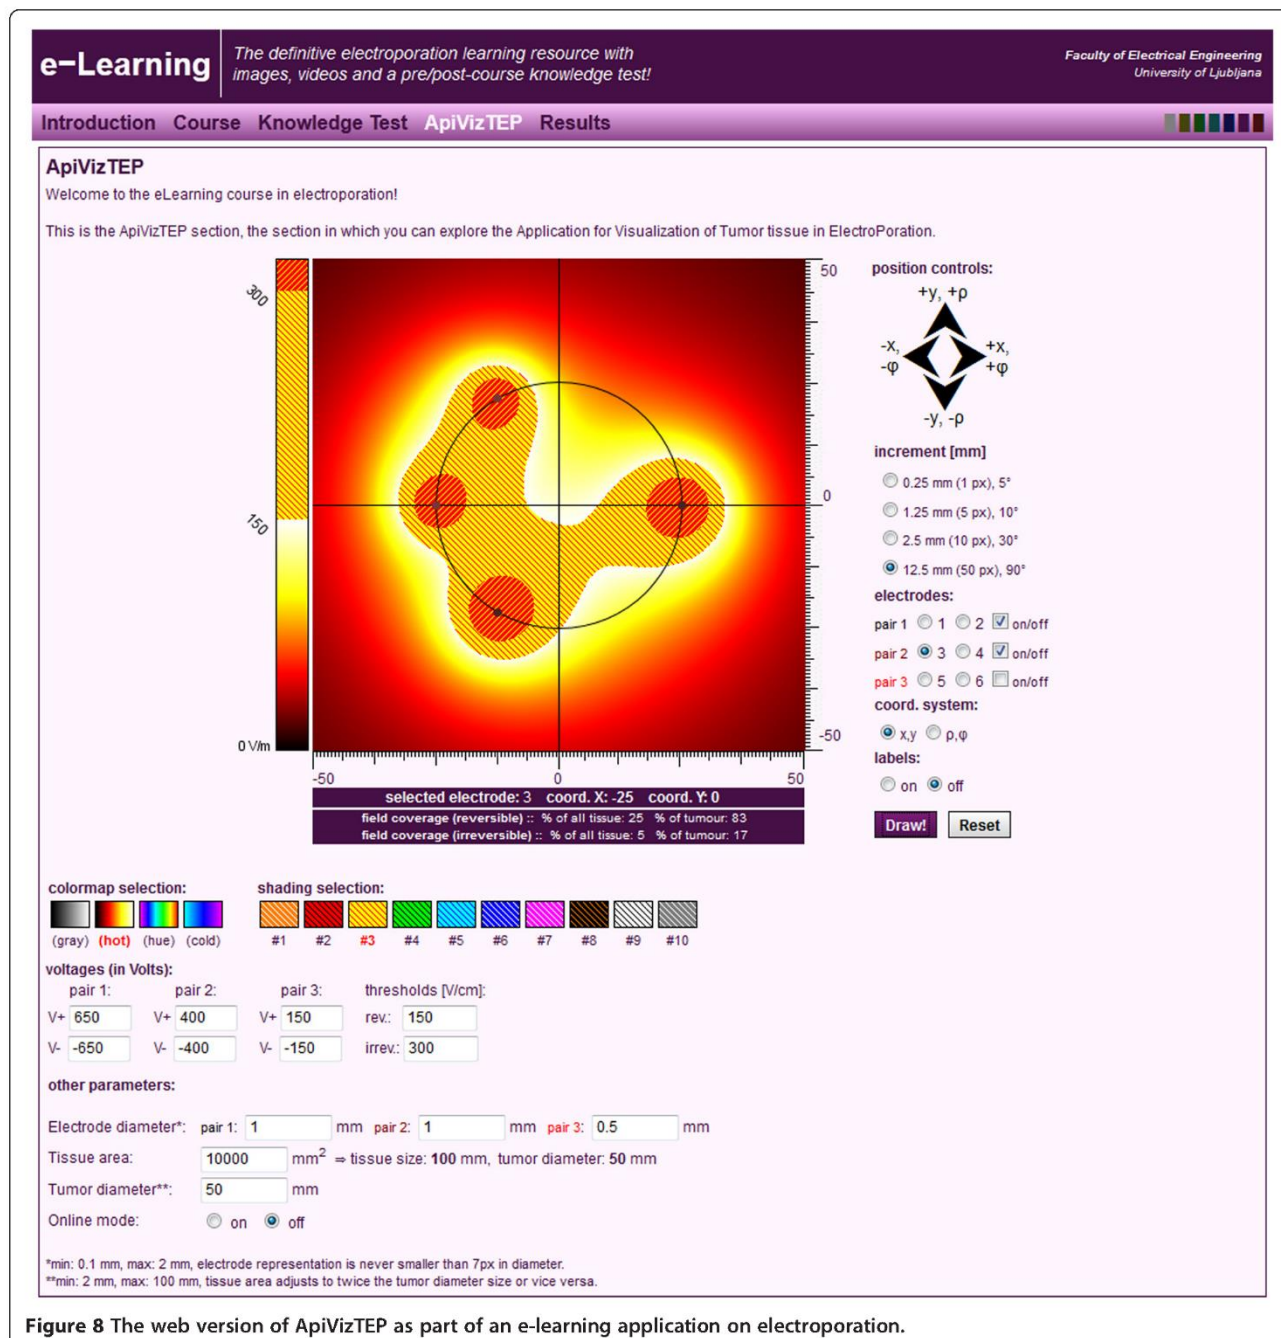 e-Learning
The definitive electroporation learning resource with
images, videos and a pre/post-course knowledge test!
Faculty of Electrical Engineering
University of Ljubljana
Introduction Course Knowledge Test ApiVizTEP Results
ApiVizTEP
Welcome to the eLearning course in electroporation!
This is the ApiVizTEP section, the section in which you can explore the Application for Visualization of Tumor tissue in ElectroPoration.
300
150
0 V/m
50
0
-50
-50 0 50
selected electrode: 3 coord. X: -25 coord. Y: 0
field coverage (reversible) :: % of all tissue: 25 % of tumour: 83
field coverage (irreversible) :: % of all tissue: 5 % of tumour: 17
position controls:
+y, +ρ
-x, +x,
-φ +φ
-y, -ρ
increment [mm]
0.25 mm (1 px), 5°
1.25 mm (5 px), 10°
2.5 mm (10 px), 30°
12.5 mm (50 px), 90°
electrodes:
pair 1 1 2 on/off
pair 2 3 4 on/off
pair 3 5 6 on/off
coord. system:
x,y ρ,φ
labels:
on off
Draw! Reset
colormap selection: shading selection:
(gray) (hot) (hue) (cold) #1 #2 #3 #4 #5 #6 #7 #8 #9 #10
voltages (in Volts):
pair 1: pair 2: pair 3: thresholds [V/cm]:
V+ 650 V+ 400 V+ 150 rev.: 150
V- -650 V- -400 V- -150 irrev.: 300
other parameters:
Electrode diameter*: pair 1: 1 mm pair 2: 1 mm pair 3: 0.5 mm
Tissue area: 10000 mm² ⇒ tissue size: 100 mm, tumor diameter: 50 mm
Tumor diameter**: 50 mm
Online mode: on off
*min: 0.1 mm, max: 2 mm, electrode representation is never smaller than 7px in diameter.
**min: 2 mm, max: 100 mm, tissue area adjusts to twice the tumor diameter size or vice versa.
Figure 8 The web version of ApiVizTEP as part of an e-learning application on electroporation.